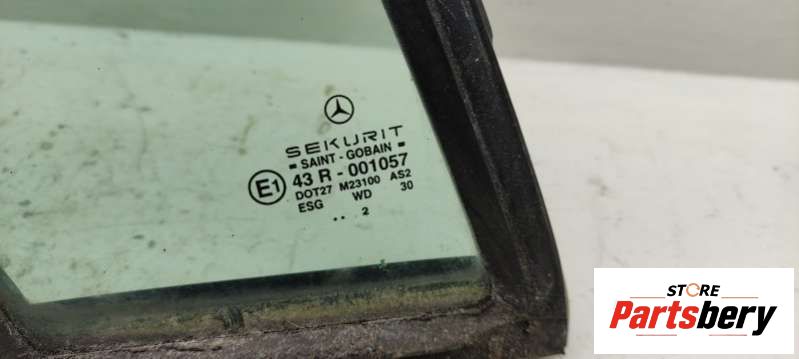 SEKURIT
SAINT - GOBAIN
E1 43 R - 001057
DOT27 M23100 AS2
ESG WD 30
.. 2
STORE
Partsbery